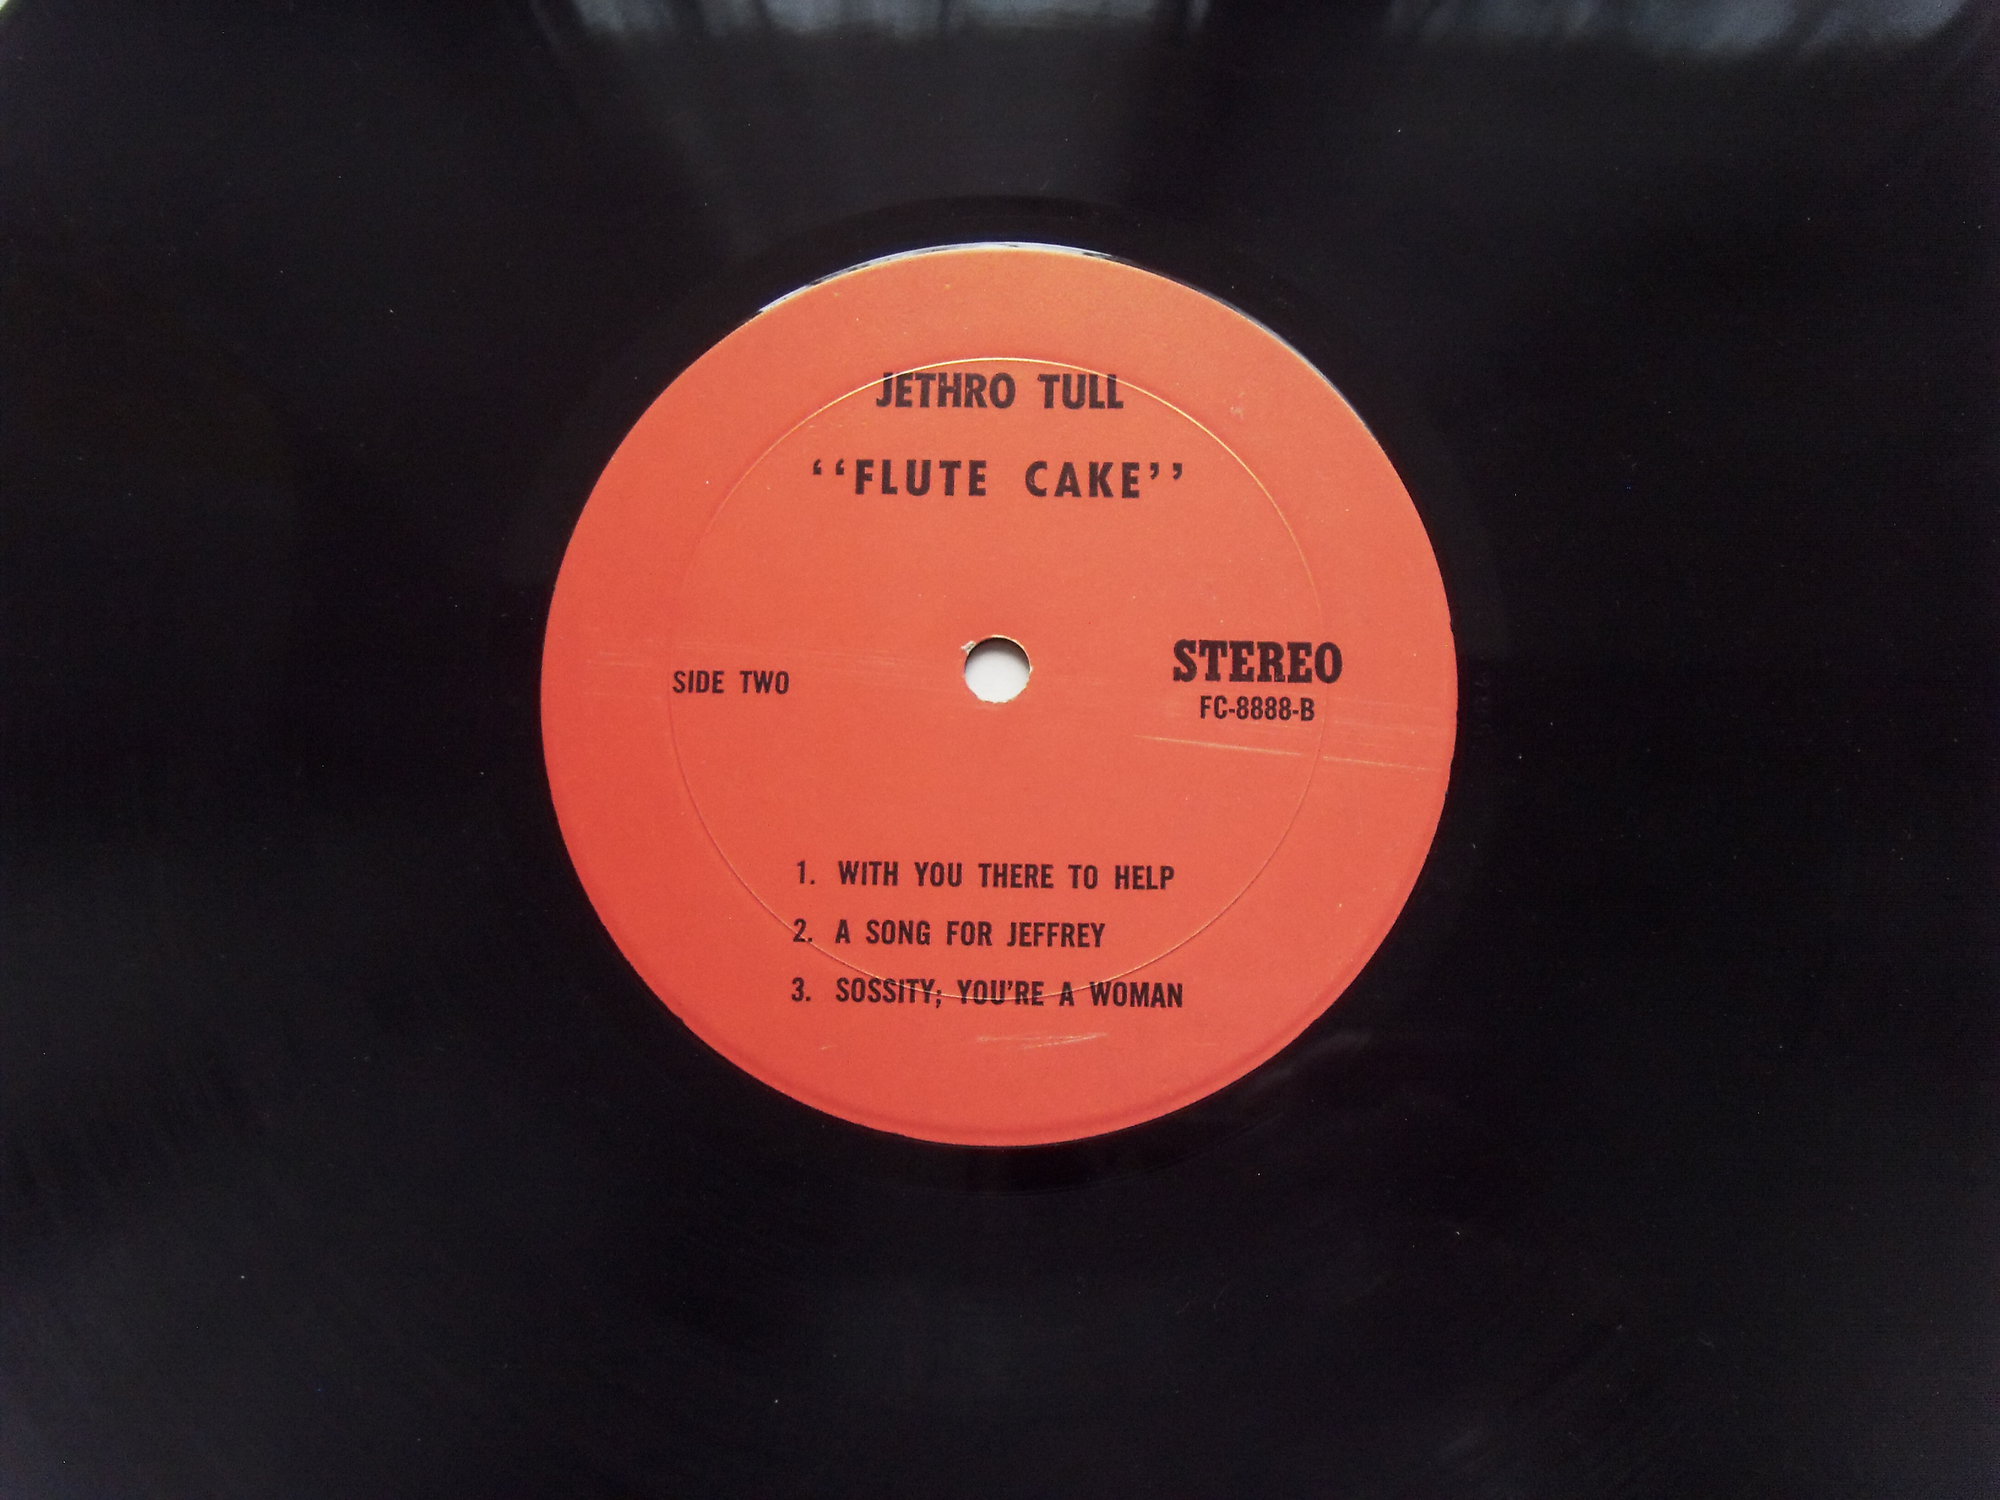 JETHRO TULL
‘‘FLUTE CAKE’’
SIDE TWO
STEREO
FC-8888-B
1. WITH YOU THERE TO HELP
2. A SONG FOR JEFFREY
3. SOSSITY; YOU'RE A WOMAN